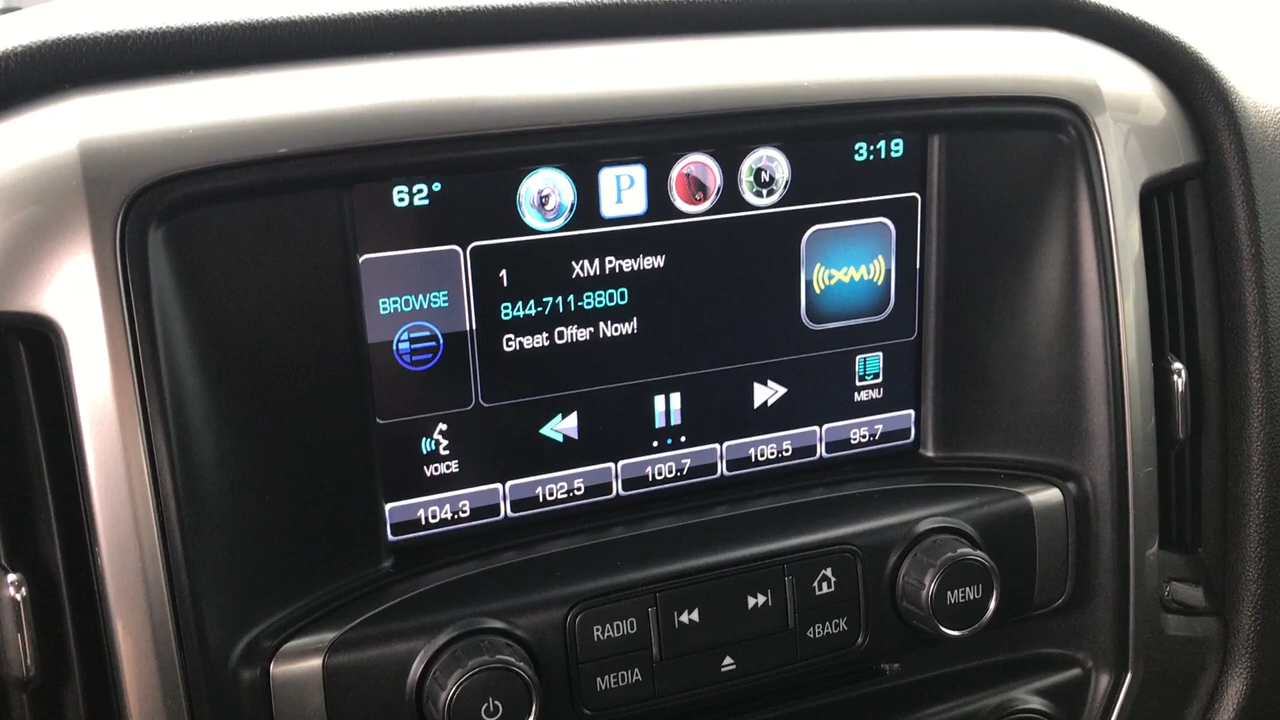 62°
P
N
3:19
BROWSE
1 XM Preview
844-711-8800
Great Offer Now!
XM
VOICE
MENU
104.3
102.5
100.7
106.5
95.7
RADIO
MEDIA
BACK
MENU